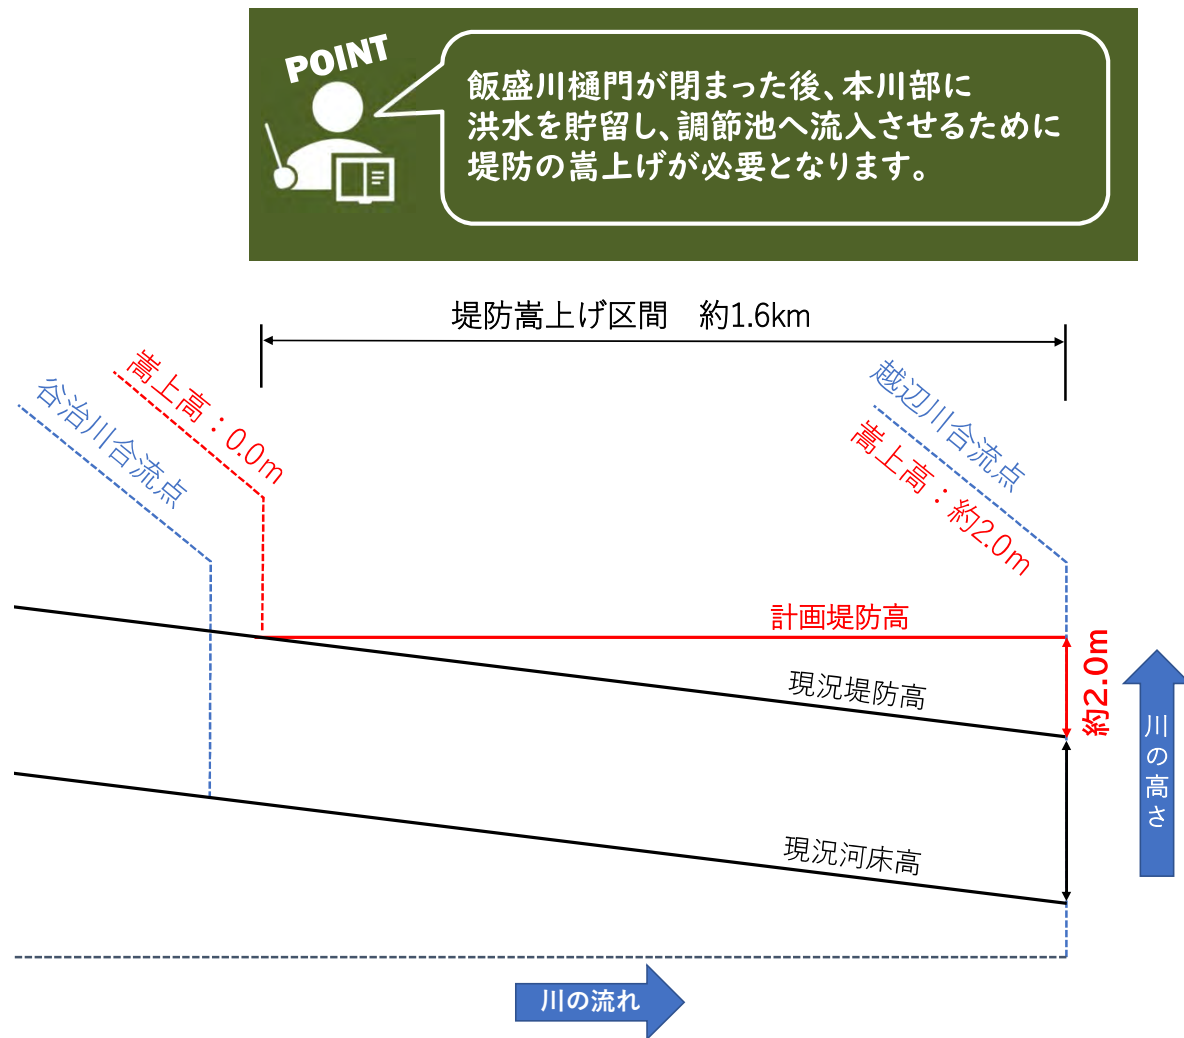 POINT
飯盛川樋門が閉まった後、本川部に
洪水を貯留し、調節池へ流入させるために
堤防の嵩上げが必要となります。
堤防嵩上げ区間　約1.6km
谷治川合流点
嵩上高：0.0m
越辺川合流点
嵩上高：約2.0m
計画堤防高
現況堤防高
約2.0m
川の高さ
現況河床高
川の流れ